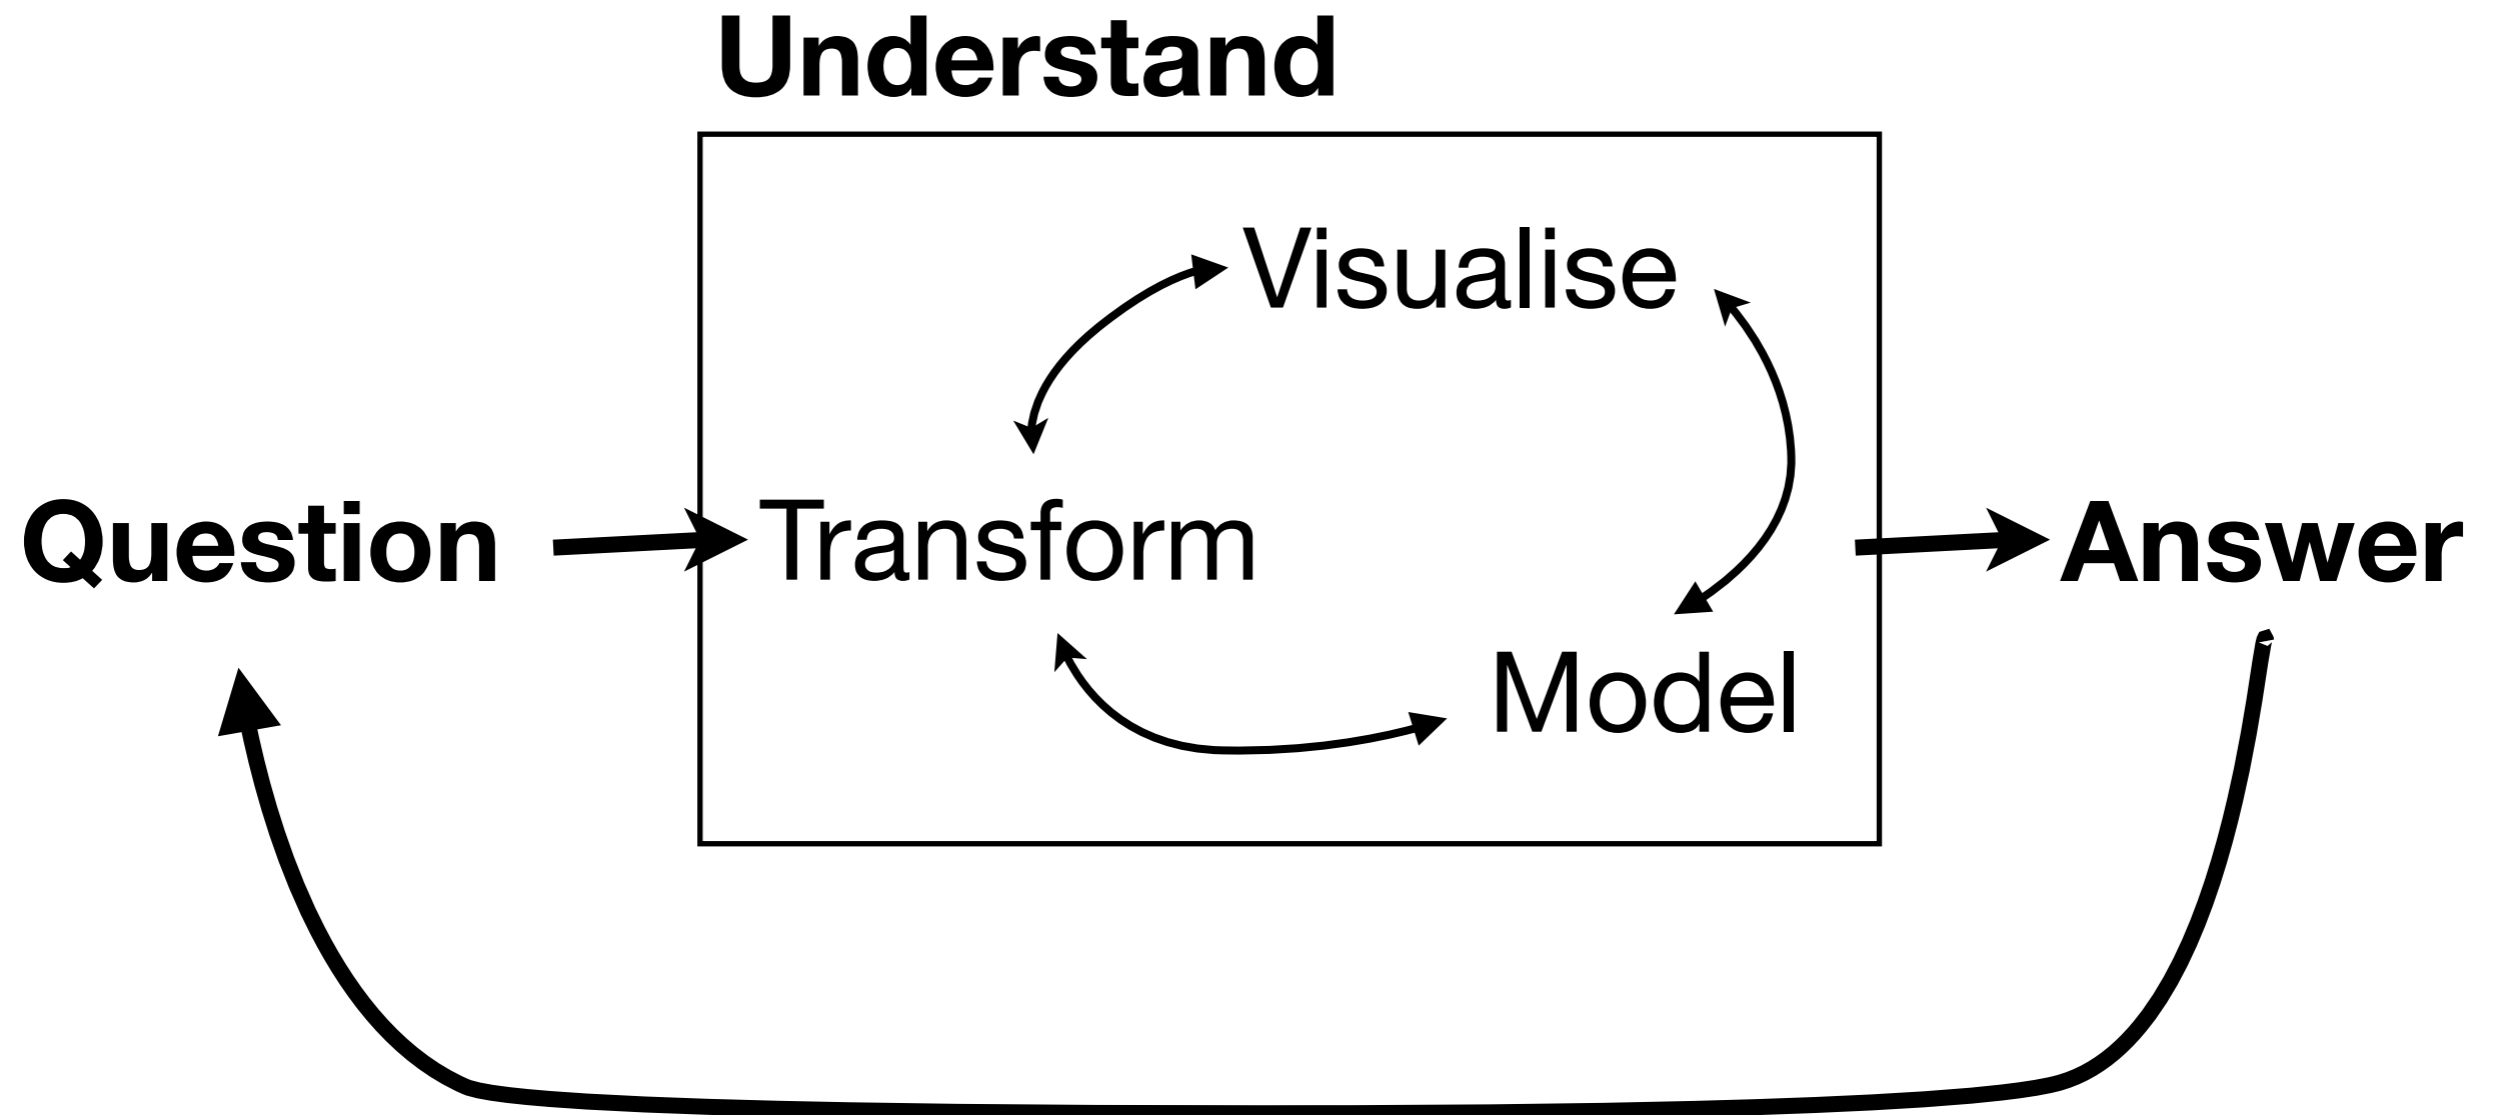 Understand
Visualise
Question
Transform
Answer
Model